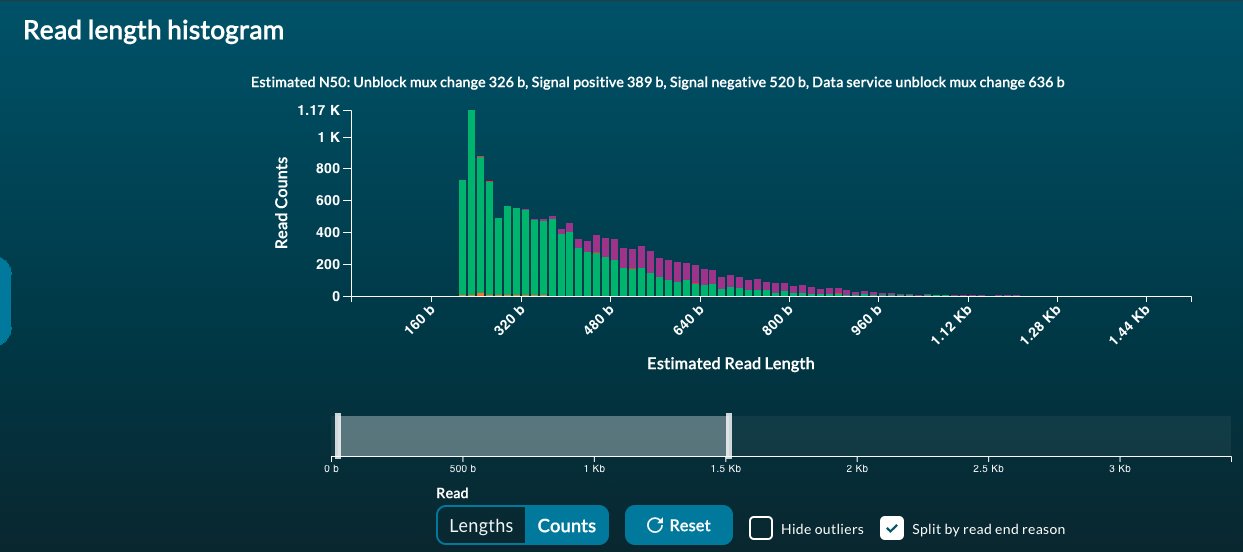 Read length histogram
Estimated N50: Unblock mux change 326 b, Signal positive 389 b, Signal negative 520 b, Data service unblock mux change 636 b
1.17 K
1 K
800
600
400
200
0
Read Counts
160 b
320 b
480 b
640 b
800 b
960 b
1.12 Kb
1.28 Kb
1.44 Kb
Estimated Read Length
0 b
500 b
1 Kb
1.5 Kb
2 Kb
2.5 Kb
3 Kb
Read
Lengths Counts Reset Hide outliers Split by read end reason